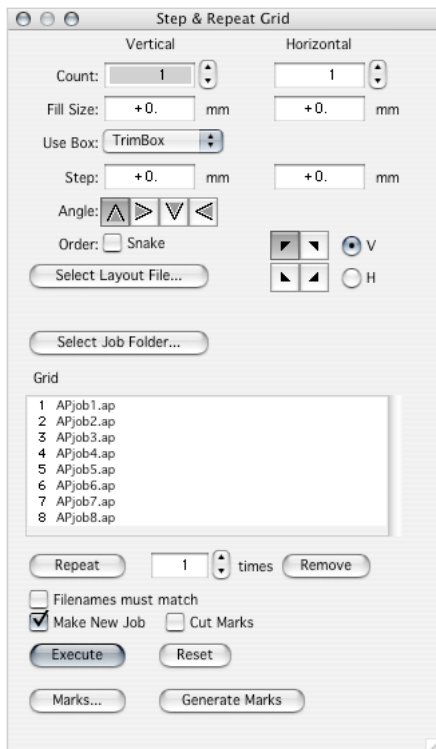 Step & Repeat Grid
Vertical Horizontal
Count: 1 1
Fill Size: +0. mm +0. mm
Use Box: TrimBox
Step: +0. mm +0. mm
Angle:
Order: Snake V
Select Layout File... H
Select Job Folder...
Grid
1 APjob1.ap
2 APjob2.ap
3 APjob3.ap
4 APjob4.ap
5 APjob5.ap
6 APjob6.ap
7 APjob7.ap
8 APjob8.ap
Repeat 1 times Remove
Filenames must match
Make New Job Cut Marks
Execute Reset
Marks... Generate Marks